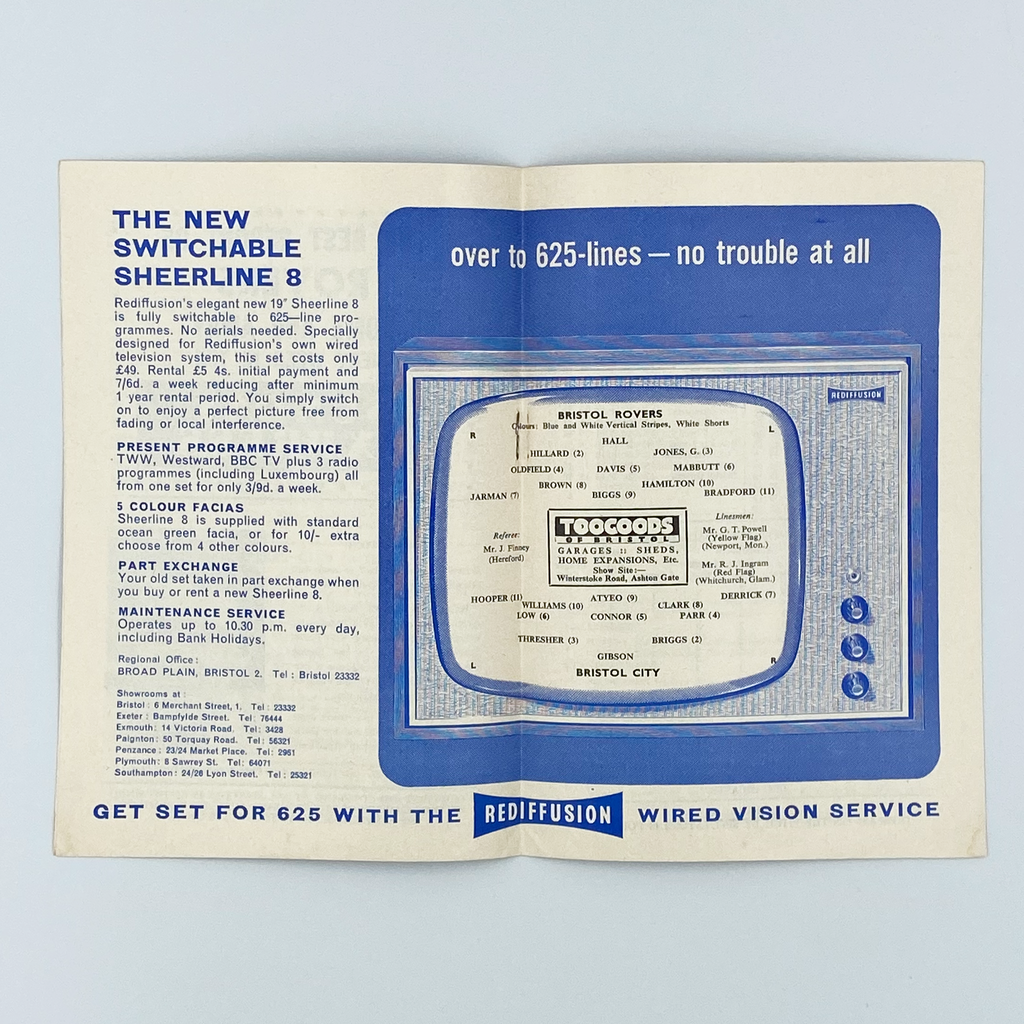 THE NEW
SWITCHABLE
SHEERLINE 8
Rediffusion's elegant new 19" Sheerline 8
is fully switchable to 625—line pro-
grammes. No aerials needed. Specially
designed for Rediffusion's own wired
television system, this set costs only
£49. Rental £5 4s. initial payment and
7/6d. a week reducing after minimum
1 year rental period. You simply switch
on to enjoy a perfect picture free from
fading or local interference.
PRESENT PROGRAMME SERVICE
TWW, Westward, BBC TV plus 3 radio
programmes (including Luxembourg) all
from one set for only 3/9d. a week.
5 COLOUR FACIAS
Sheerline 8 is supplied with standard
ocean green facia, or for 10/- extra
choose from 4 other colours.
PART EXCHANGE
Your old set taken in part exchange when
you buy or rent a new Sheerline 8.
MAINTENANCE SERVICE
Operates up to 10.30 p.m. every day,
including Bank Holidays.
Regional Office:
BROAD PLAIN, BRISTOL 2. Tel: Bristol 23332
Showrooms at:
Bristol: 6 Merchant Street, 1. Tel: 23332
Exeter: Bampfylde Street. Tel: 76444
Exmouth: 14 Victoria Road. Tel: 3428
Paignton: 50 Torquay Road. Tel: 56321
Penzance: 23/24 Market Place. Tel: 2961
Plymouth: 8 Sawrey St. Tel: 64071
Southampton: 24/26 Lyon Street. Tel: 25321
over to 625-lines — no trouble at all
REDIFFUSION
BRISTOL ROVERS
Colours: Blue and White Vertical Stripes, White Shorts
R L
HALL
HILLARD (2) JONES, G. (3)
OLDFIELD (4) DAVIS (5) MABBUTT (6)
BROWN (8) HAMILTON (10)
JARMAN (7) BIGGS (9) BRADFORD (11)
Referee:
Mr. J. Finney
(Hereford)
TOOGOODS
OF BRISTOL
GARAGES :: SHEDS,
HOME EXPANSIONS, Etc.
Show Site:—
Winterstoke Road, Ashton Gate
Linesmen:
Mr. G. T. Powell
(Yellow Flag)
(Newport, Mon.)
Mr. R. J. Ingram
(Red Flag)
(Whitchurch, Glam.)
HOOPER (11) ATYEO (9) DERRICK (7)
WILLIAMS (10) CLARK (8)
LOW (6) CONNOR (5) PARR (4)
THRESHER (3) BRIGGS (2)
GIBSON
L R
BRISTOL CITY
GET SET FOR 625 WITH THE REDIFFUSION WIRED VISION SERVICE